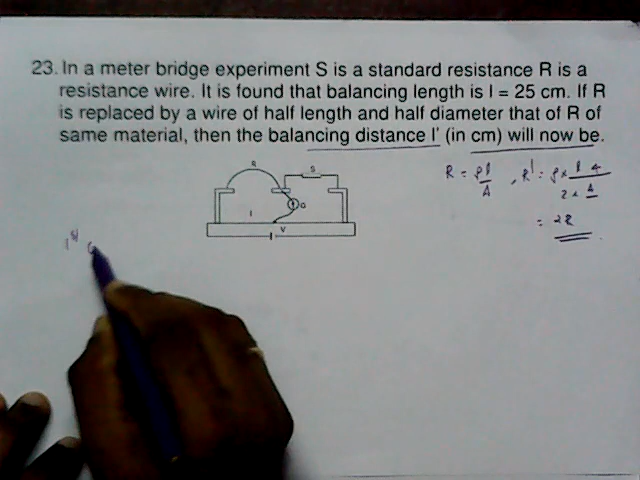 23. In a meter bridge experiment S is a standard resistance R is a
resistance wire. It is found that balancing length is l = 25 cm. If R
is replaced by a wire of half length and half diameter that of R of
same material, then the balancing distance l' (in cm) will now be.
R S
G
l
V
R = ρl/A , R' = ρ × l 4 / 2 × A
= 2R
1st